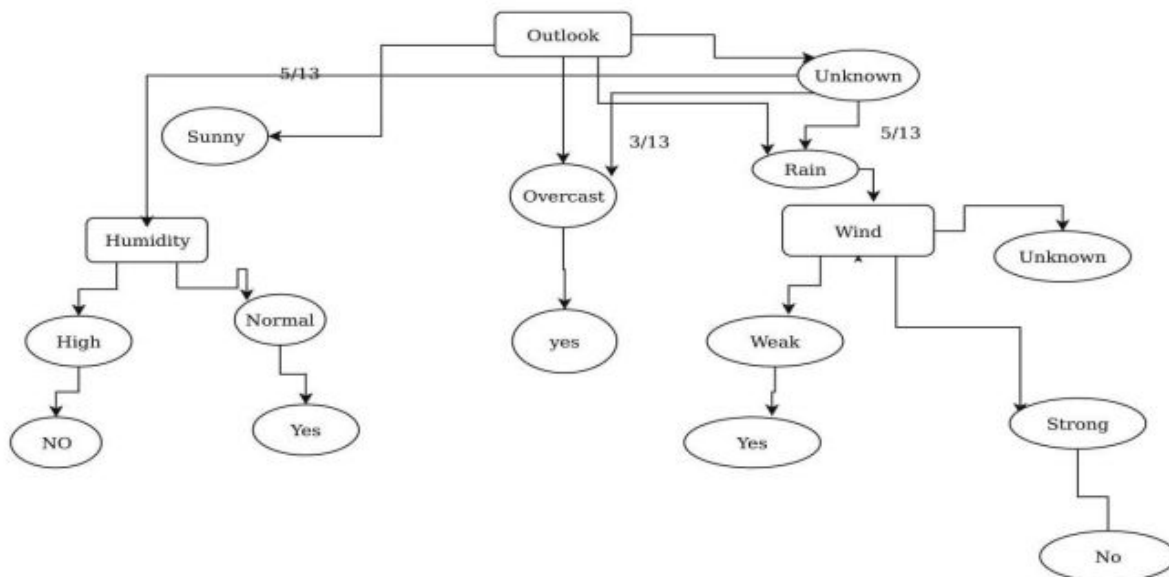 Outlook
Unknown
5/13
Sunny
3/13
5/13
Rain
Overcast
Humidity
Wind
Unknown
High
Normal
yes
Weak
Strong
NO
Yes
Yes
No